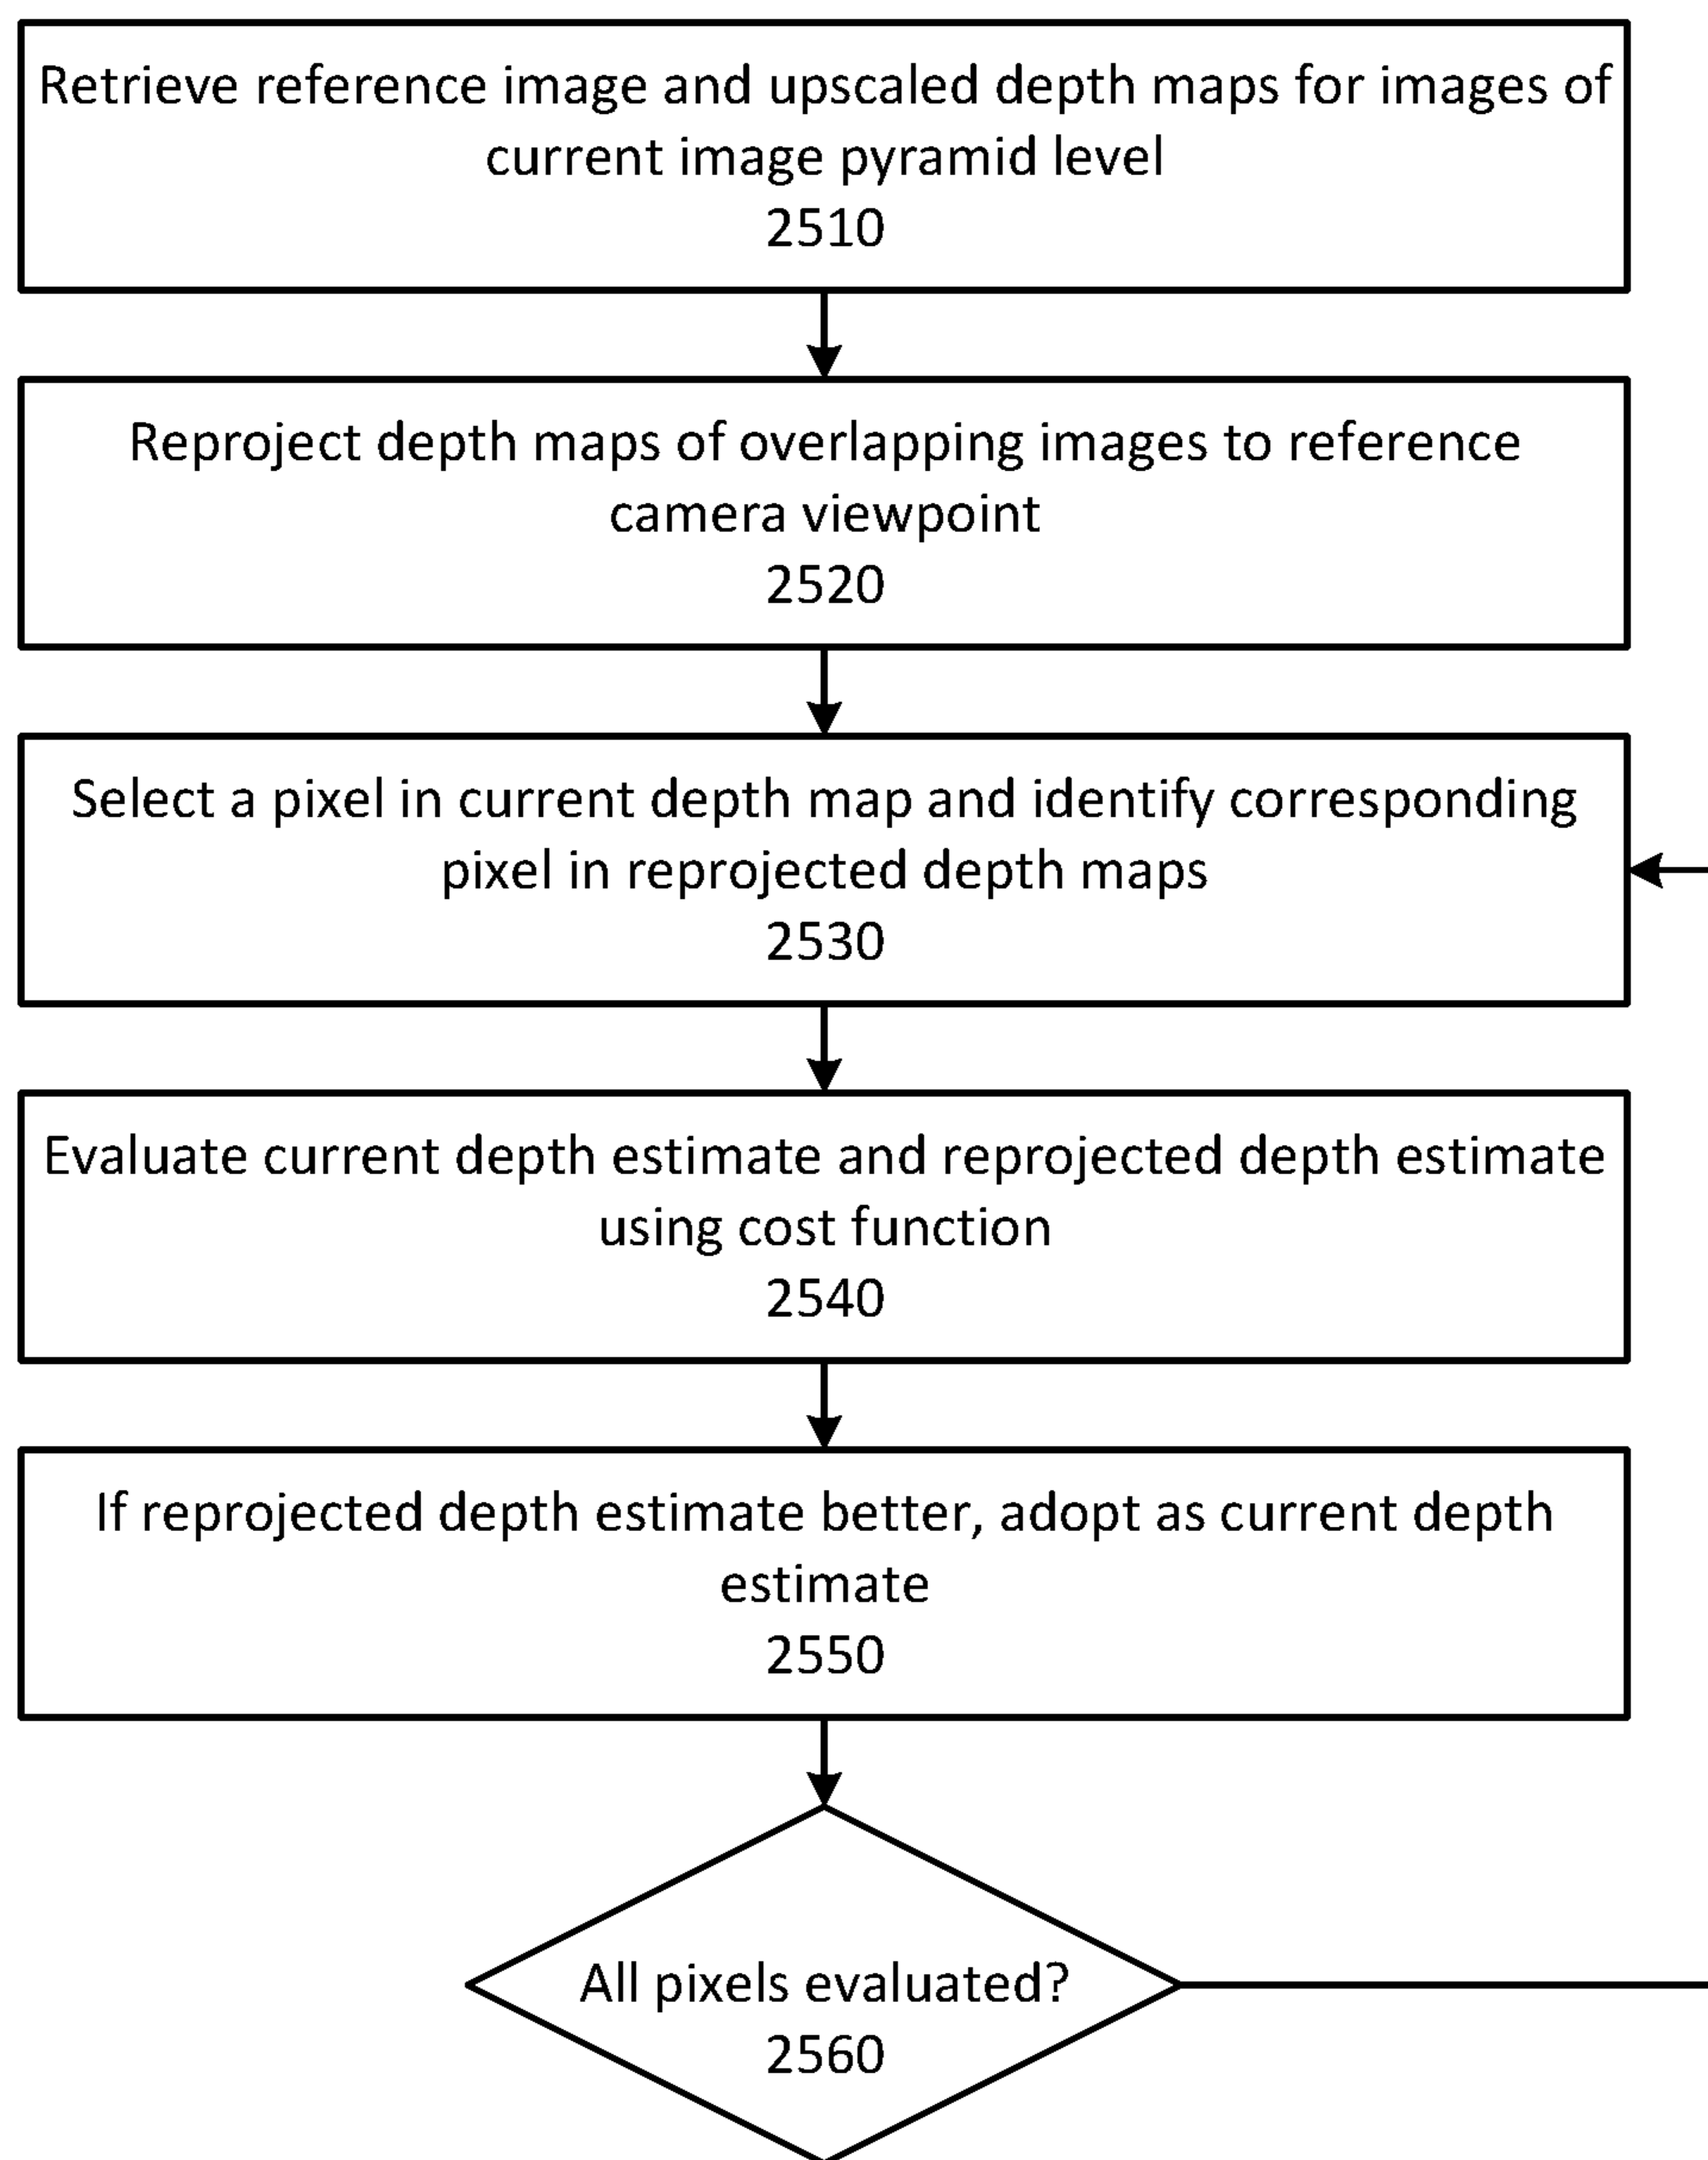 Retrieve reference image and upscaled depth maps for images of
current image pyramid level
2510
Reproject depth maps of overlapping images to reference
camera viewpoint
2520
Select a pixel in current depth map and identify corresponding
pixel in reprojected depth maps
2530
Evaluate current depth estimate and reprojected depth estimate
using cost function
2540
If reprojected depth estimate better, adopt as current depth
estimate
2550
All pixels evaluated?
2560